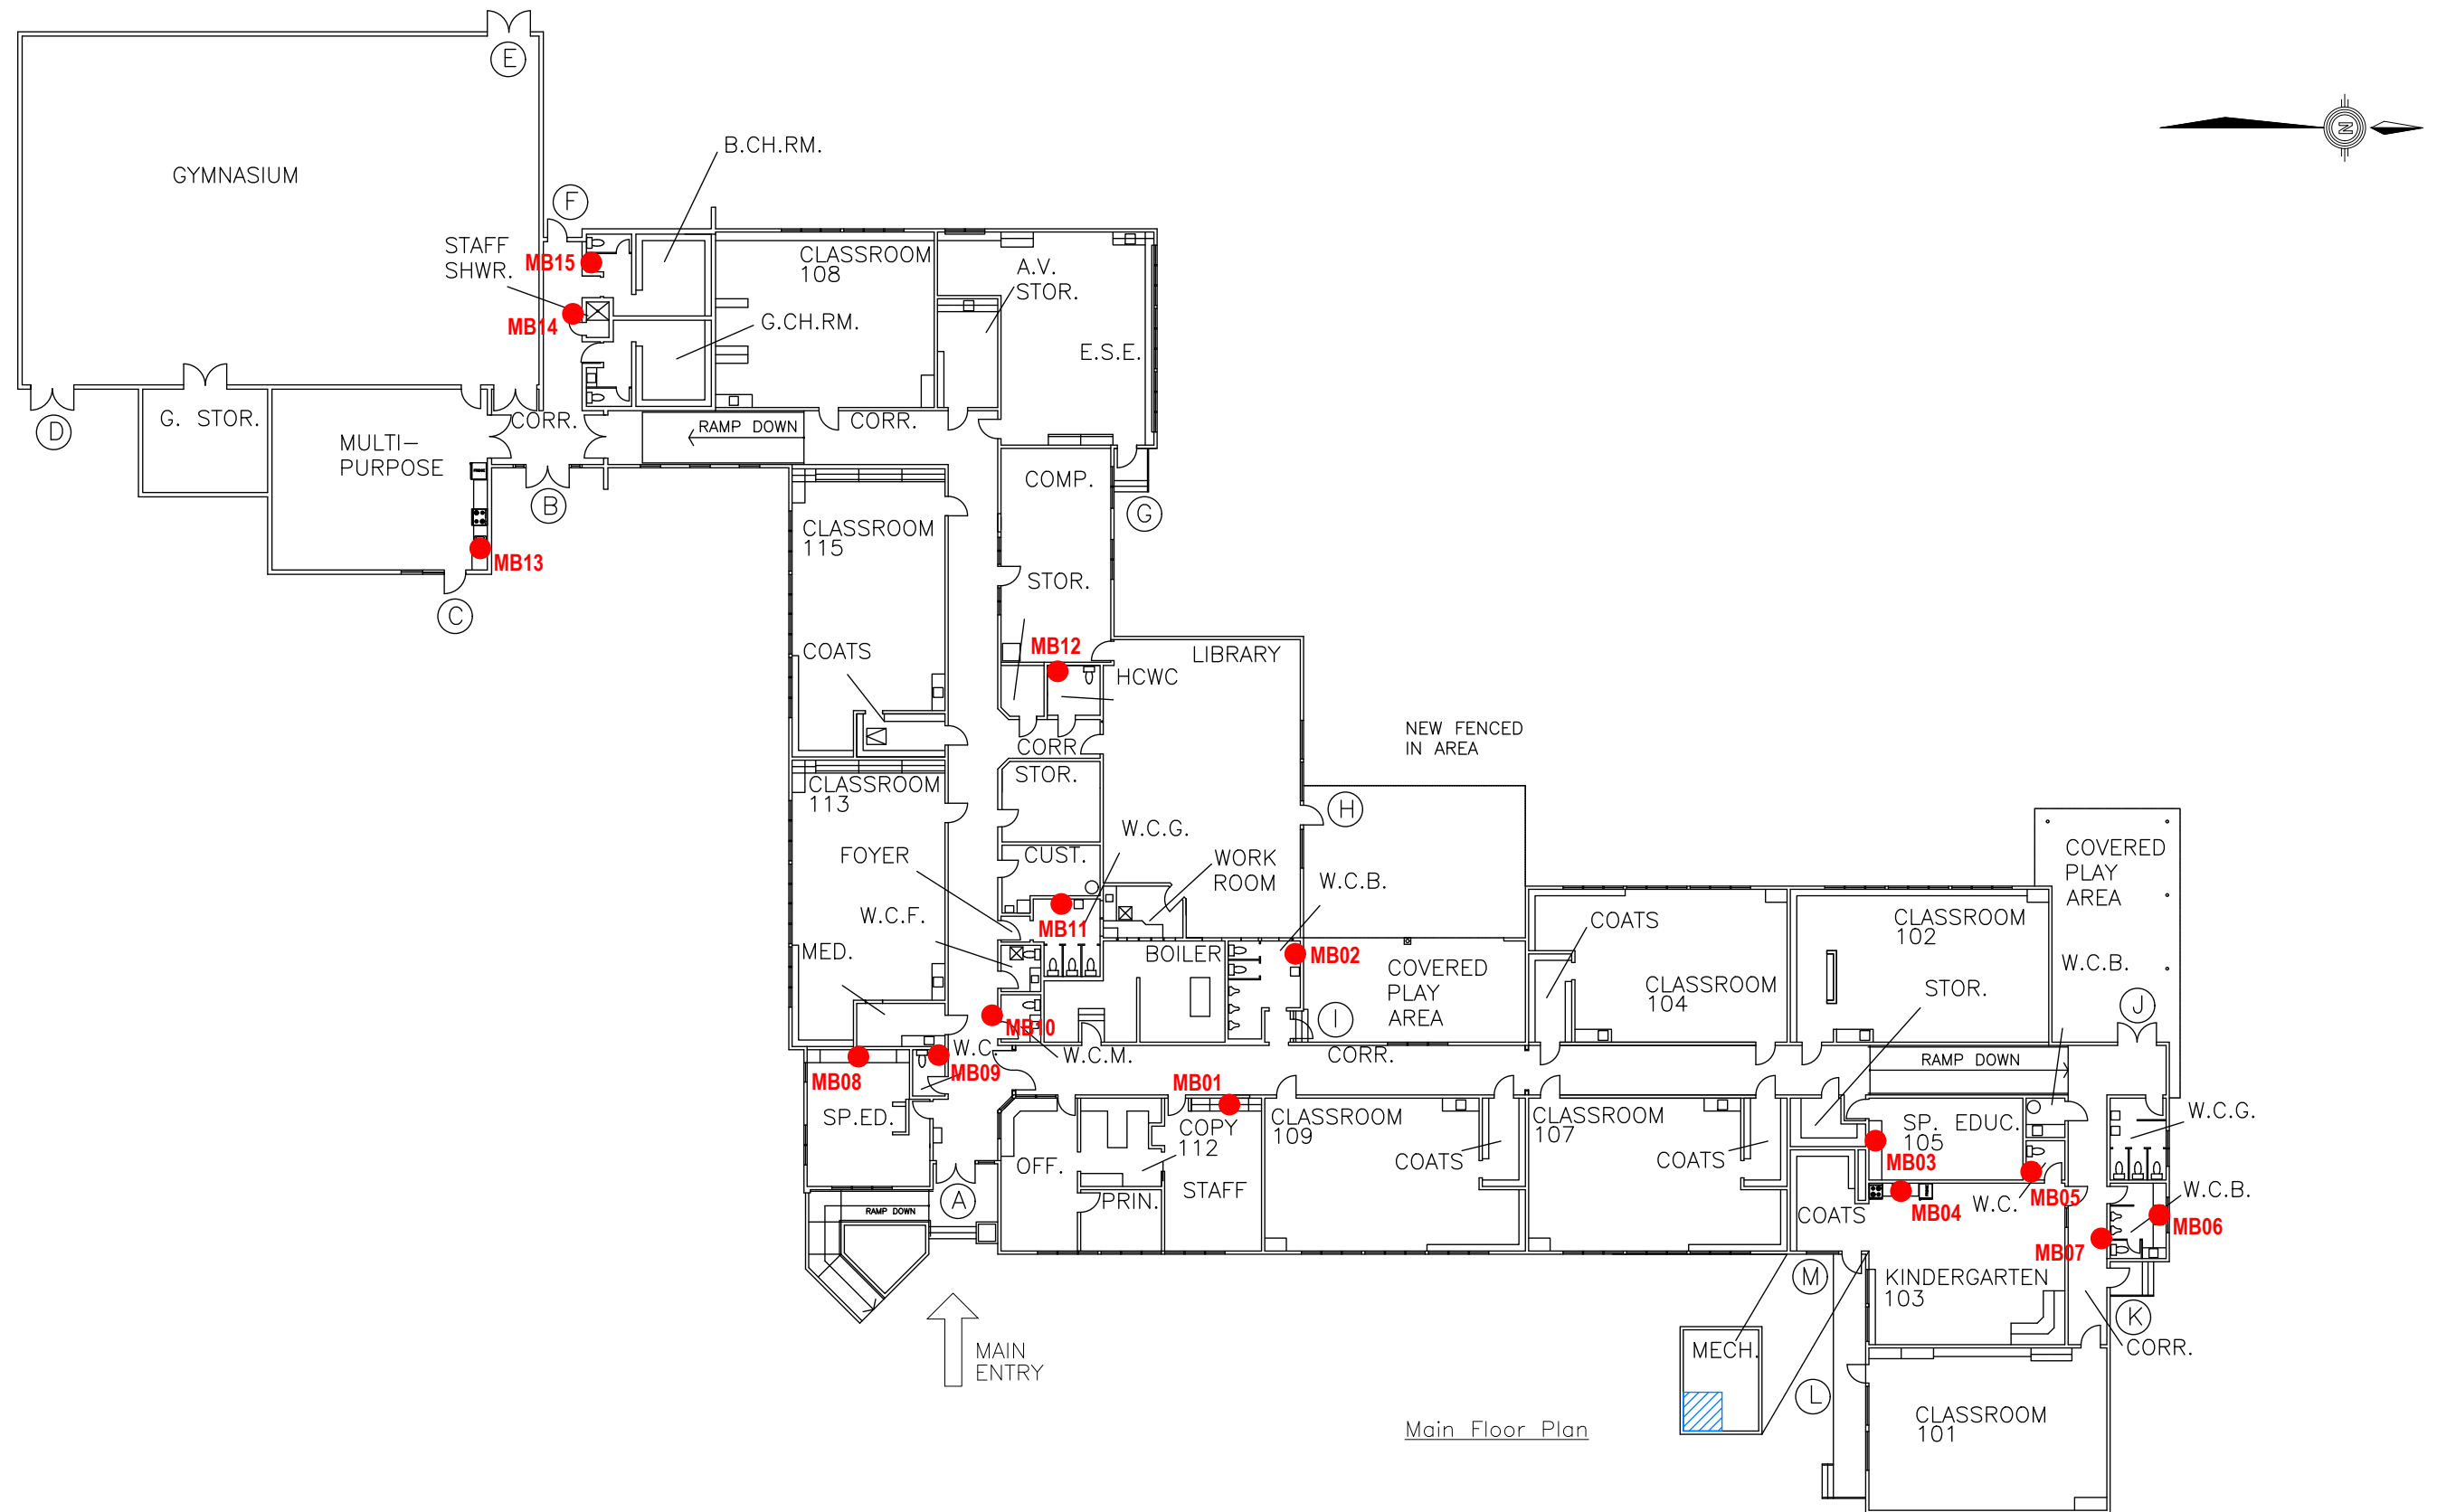 E
B.CH.RM.
N
GYMNASIUM
F
STAFF
SHWR.
MB15
CLASSROOM
108
A.V.
STOR.
MB14
G.CH.RM.
E.S.E.
G. STOR.
D
CORR.
RAMP DOWN
CORR.
MULTI–
PURPOSE
COMP.
B
G
CLASSROOM
115
MB13
STOR.
C
COATS
MB12
LIBRARY
HCWC
NEW FENCED
IN AREA
CORR.
STOR.
CLASSROOM
113
H
W.C.G.
FOYER
CUST.
WORK
ROOM
W.C.B.
COVERED
PLAY
AREA
W.C.F.
MB11
COATS
CLASSROOM
102
MED.
BOILER
MB02
COVERED
PLAY
AREA
W.C.B.
CLASSROOM
104
STOR.
J
I
MB10
W.C.
W.C.M.
CORR.
RAMP DOWN
MB08
MB09
MB01
SP.ED.
COPY
112
CLASSROOM
109
CLASSROOM
107
SP. EDUC.
105
W.C.G.
OFF.
COATS
COATS
MB03
STAFF
PRIN.
A
RAMP DOWN
W.C.
MB05
W.C.B.
COATS
MB04
MB06
MB07
M
KINDERGARTEN
103
K
MAIN
ENTRY
MECH.
CORR.
L
Main Floor Plan
CLASSROOM
101